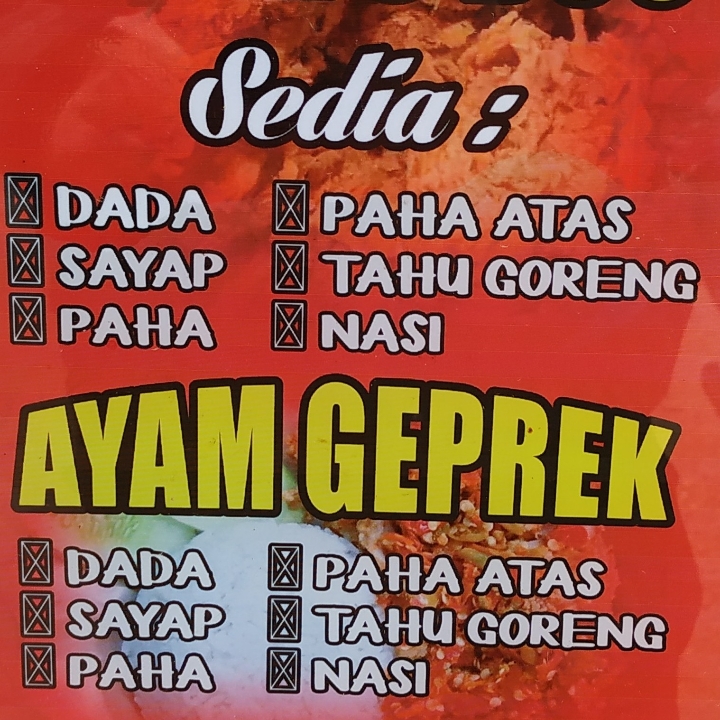 Sedia :
DADA
SAYAP
PAHA
PAHA ATAS
TAHU GORENG
NASI
AYAM GEPREK
DADA
SAYAP
PAHA
PAHA ATAS
TAHU GORENG
NASI